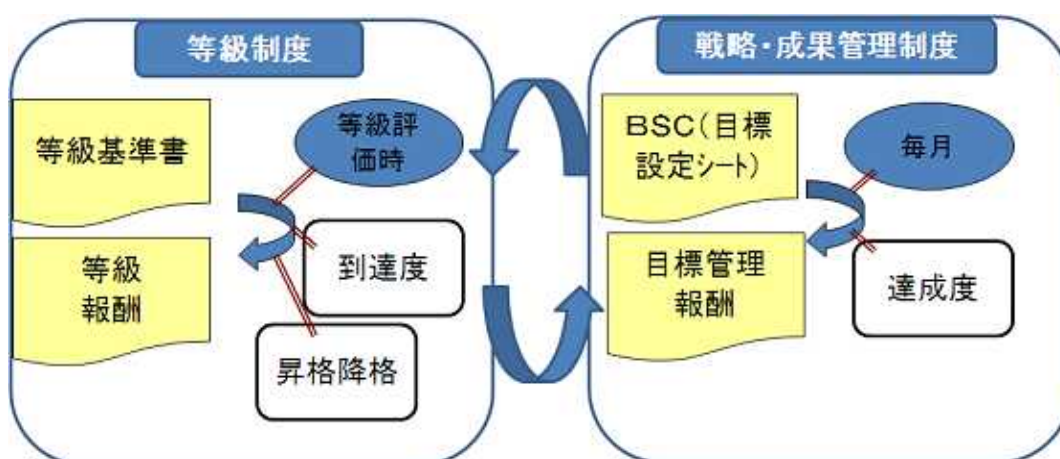 等級制度
等級基準書
等級評
価時
到達度
等級
報酬
昇格降格
戦略・成果管理制度
ＢＳＣ(目標
設定シート)
毎月
目標管理
報酬
達成度